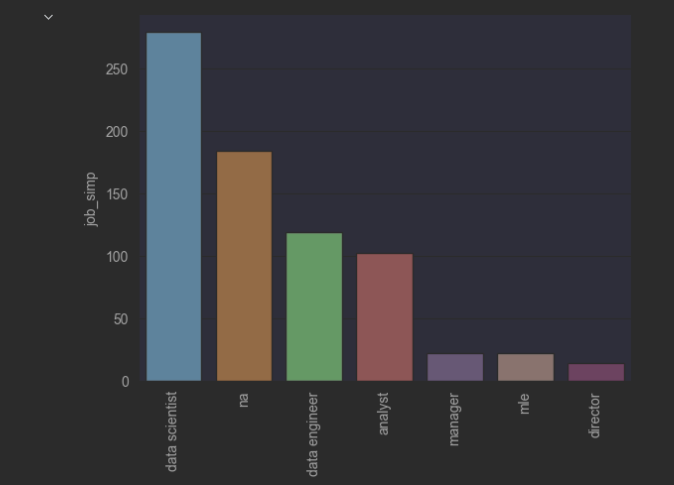 250
200
150
100
50
0
job_simp
data scientist
na
data engineer
analyst
manager
mle
director